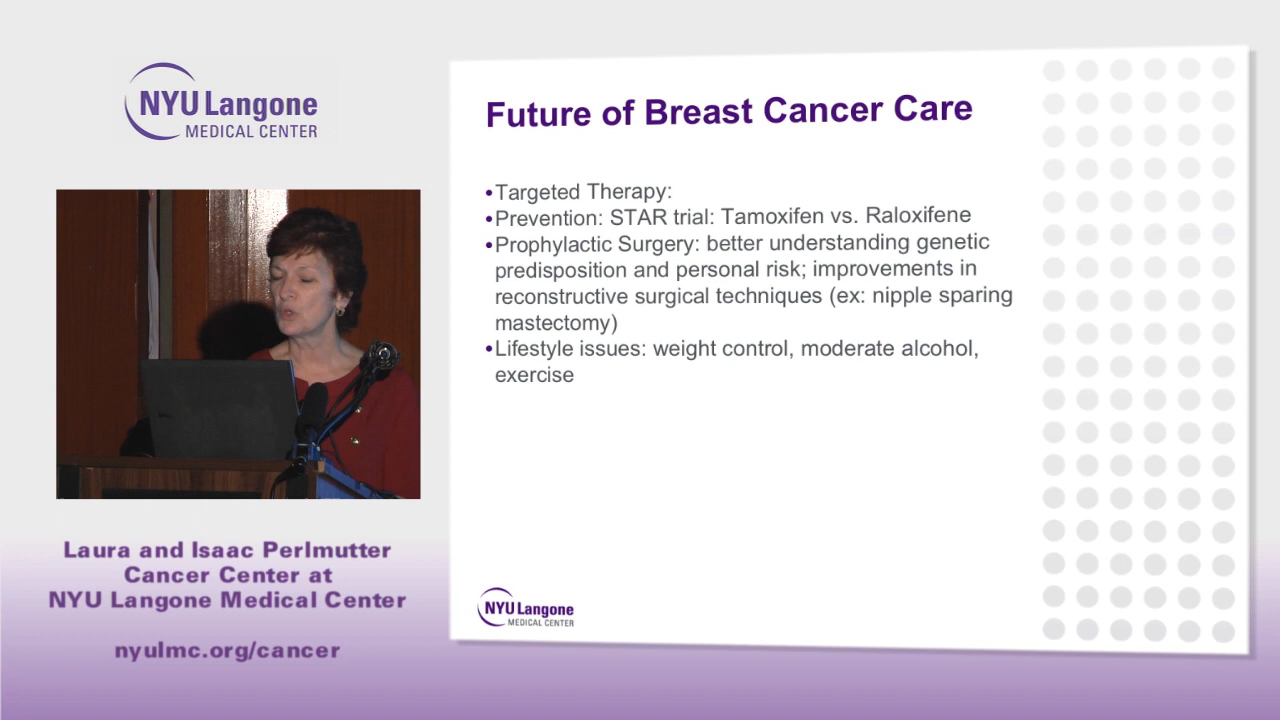 NYU Langone
MEDICAL CENTER
Laura and Isaac Perlmutter
Cancer Center at
NYU Langone Medical Center
nyulmc.org/cancer
Future of Breast Cancer Care
•Targeted Therapy:
•Prevention: STAR trial: Tamoxifen vs. Raloxifene
•Prophylactic Surgery: better understanding genetic
predisposition and personal risk; improvements in
reconstructive surgical techniques (ex: nipple sparing
mastectomy)
•Lifestyle issues: weight control, moderate alcohol,
exercise
NYU Langone
MEDICAL CENTER